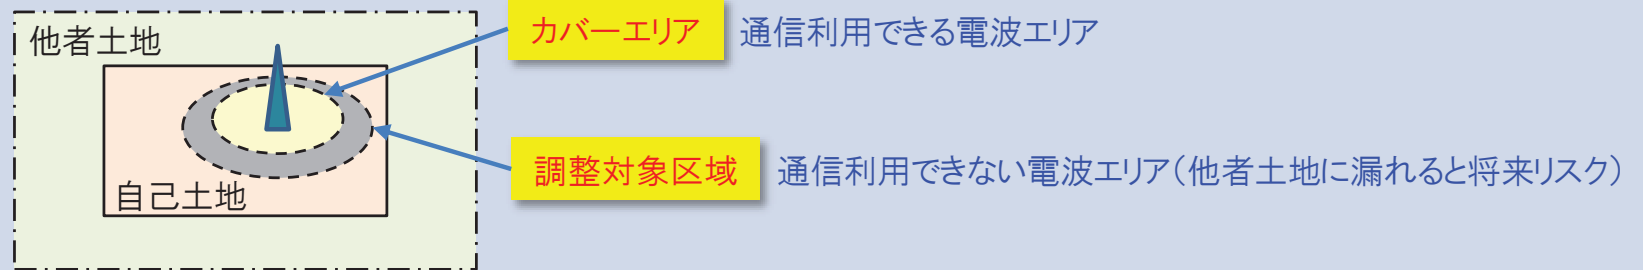 他者土地
カバーエリア 通信利用できる電波エリア
調整対象区域 通信利用できない電波エリア（他者土地に漏れると将来リスク）
自己土地